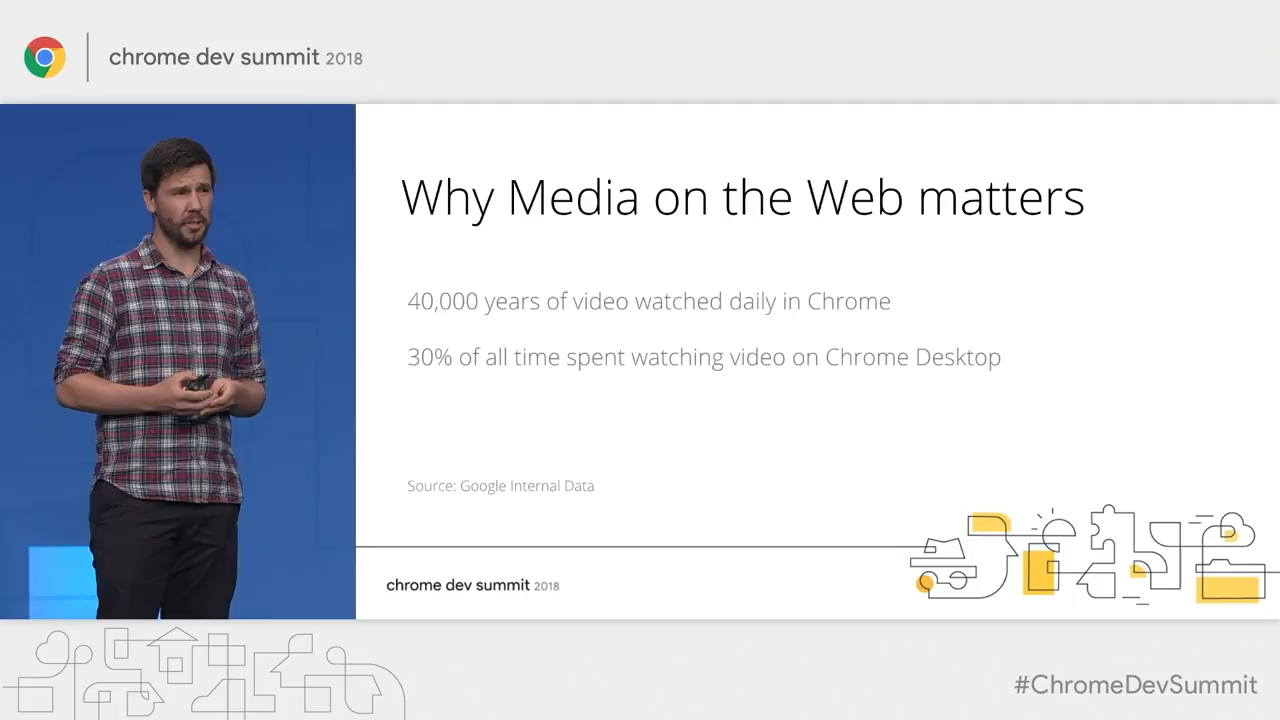 chrome dev summit 2018
Why Media on the Web matters
40,000 years of video watched daily in Chrome
30% of all time spent watching video on Chrome Desktop
Source: Google Internal Data
chrome dev summit 2018
#ChromeDevSummit